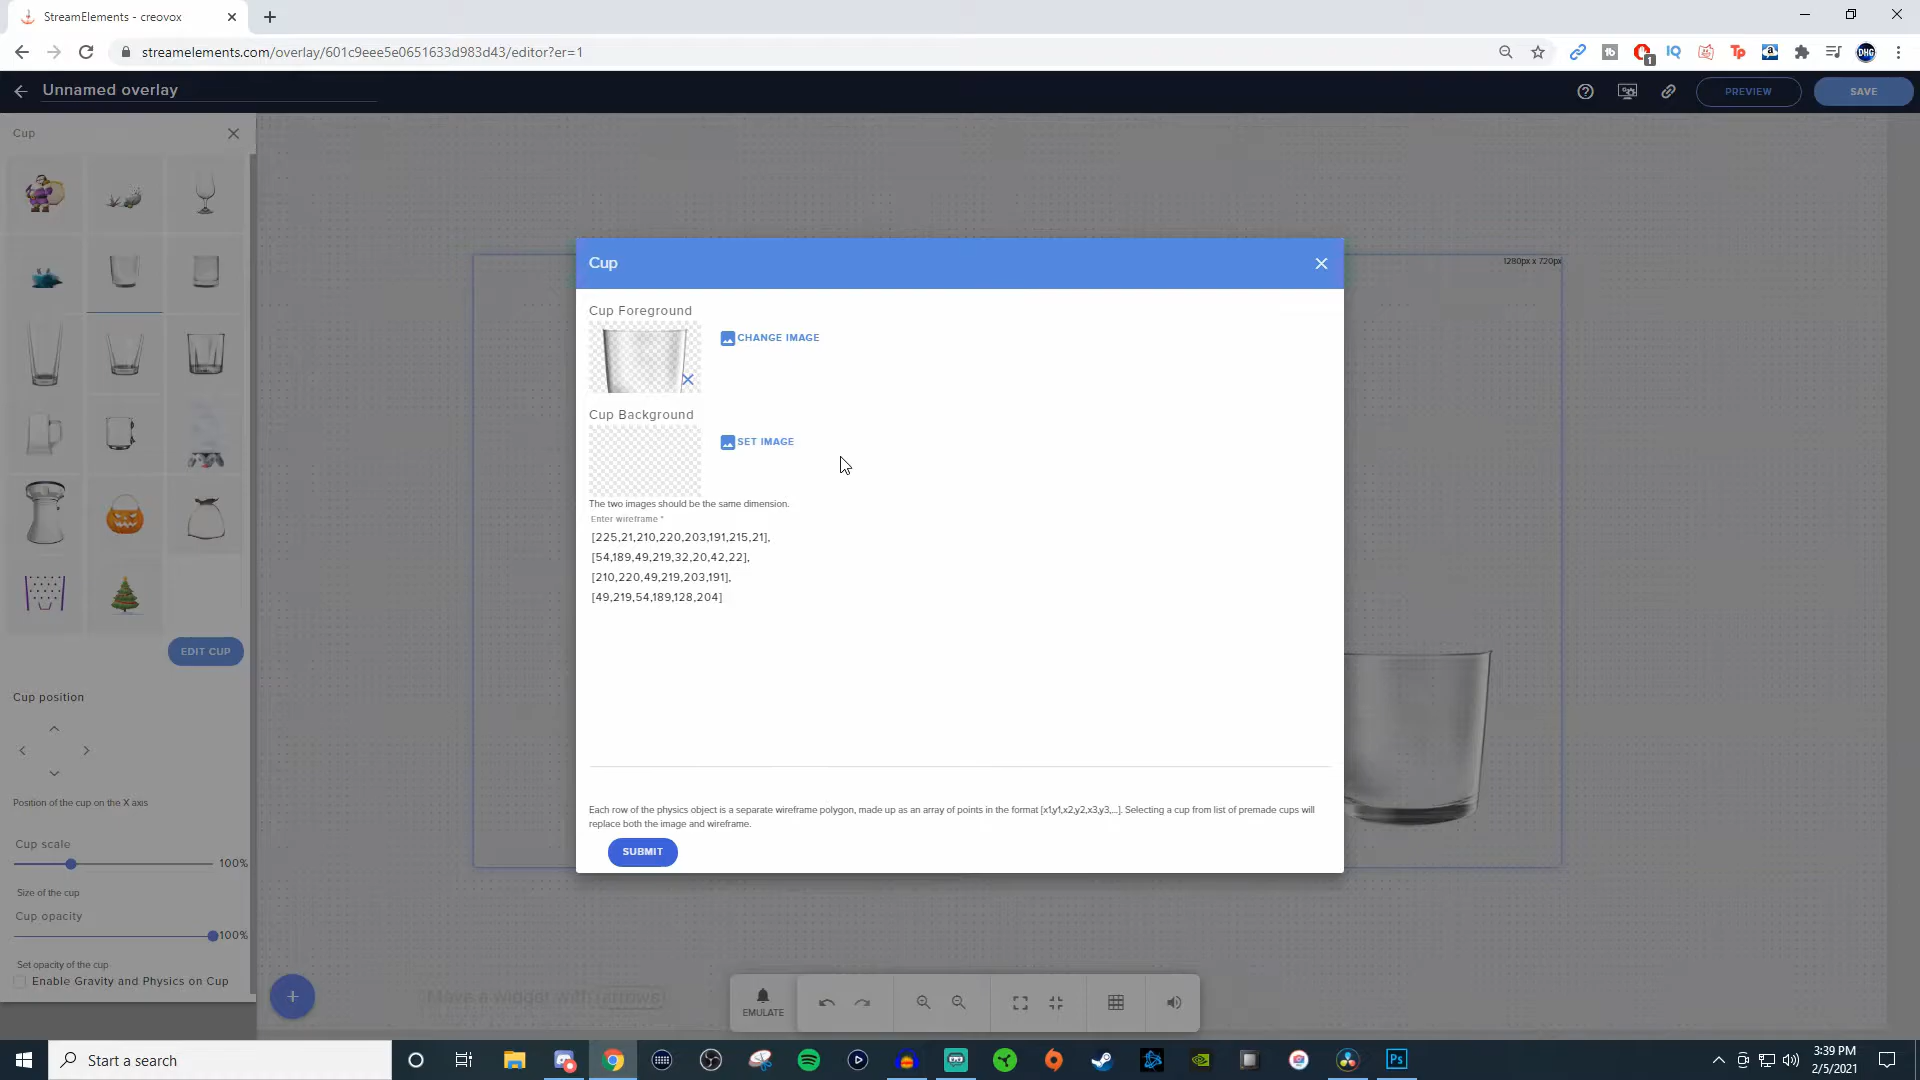 StreamElements - creovox
streamelements.com/overlay/601c9eee5e0651633d983d43/editor?er=1
Unnamed overlay
PREVIEW
SAVE
Cup
Cup
1280px x 720px
Cup Foreground
CHANGE IMAGE
Cup Background
SET IMAGE
The two images should be the same dimension.
Enter wireframe *
[225,21,210,220,203,191,215,21],
[54,189,49,219,32,20,42,22],
[210,220,49,219,203,191],
[49,219,54,189,128,204]
EDIT CUP
Cup position
Position of the cup on the X axis
Cup scale
100%
Size of the cup
Cup opacity
100%
Set opacity of the cup
Enable Gravity and Physics on Cup
Each row of the physics object is a separate wireframe polygon, made up as an array of points in the format [x1,y1,x2,y2,x3,y3,...]. Selecting a cup from list of premade cups will
replace both the image and wireframe.
SUBMIT
Move a widget with (arrows)
EMULATE
Start a search
Ps
3:39 PM
2/5/2021